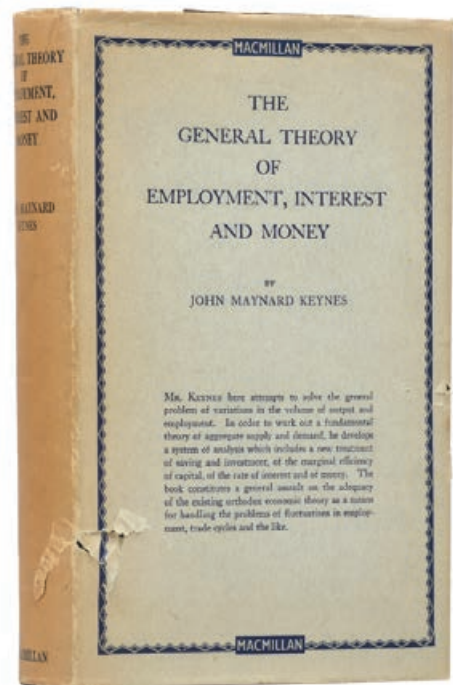 THE
THEORY
OF
INTEREST AND
MONEY
MAYNARD
KEYNES
MACMILLAN
MACMILLAN
THE
GENERAL THEORY
OF
EMPLOYMENT, INTEREST
AND MONEY
BY
JOHN MAYNARD KEYNES
MR. KEYNES here attempts to solve the general
problem of variations in the volume of output and
employment. In order to work out a fundamental
theory of aggregate supply and demand, he develops
a system of analysis which includes a new treatment
of saving and investment, of the marginal efficiency
of capital, of the rate of interest and of money. The
book constitutes a general assault on the adequacy
of the existing orthodox economic theory as a means
for handling the problems of fluctuations in employ-
ment, trade cycles and the like.
MACMILLAN